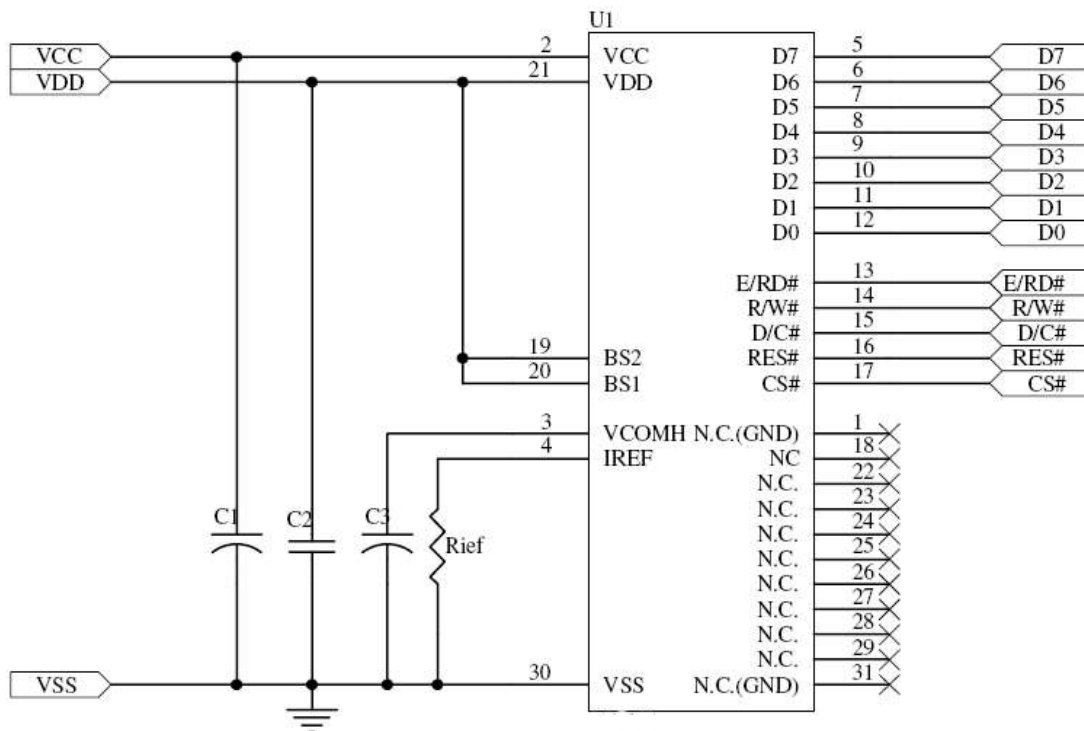 U1
VCC 2 VCC D7 5 D7
VDD 21 VDD D6 6 D6
D5 7 D5
D4 8 D4
D3 9 D3
D2 10 D2
D1 11 D1
D0 12 D0
E/RD# 13 E/RD#
R/W# 14 R/W#
D/C# 15 D/C#
19 BS2 RES# 16 RES#
20 BS1 CS# 17 CS#
3 VCOMH N.C.(GND) 1
4 IREF NC 18
N.C. 22
N.C. 23
C1 C2 C3 N.C. 24
Rief N.C. 25
N.C. 26
N.C. 27
N.C. 28
N.C. 29
VSS 30 VSS N.C.(GND) 31